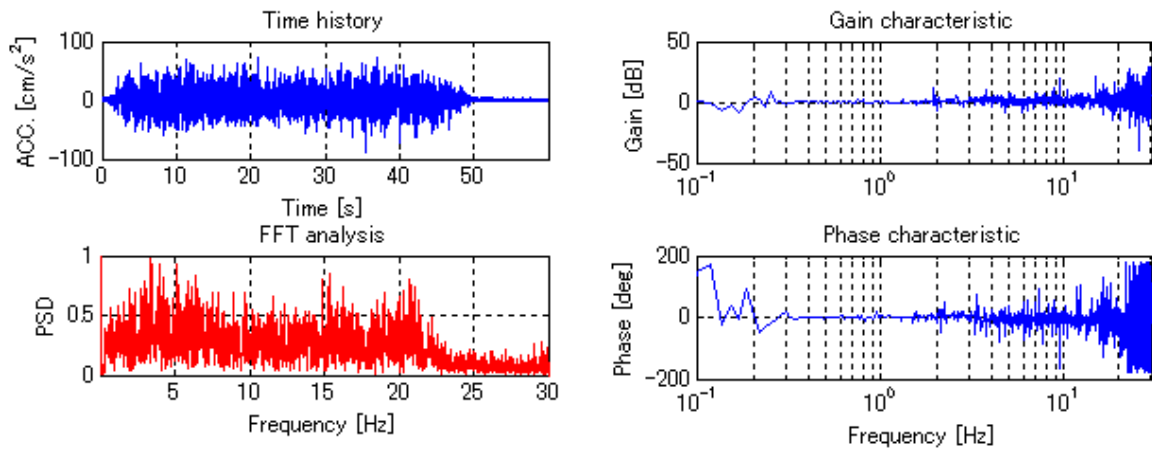 Time history
ACC. [cm/s²]
100
0
-100
0 10 20 30 40 50
Time [s]
Gain characteristic
Gain [dB]
50
0
-50
10⁻¹ 10⁰ 10¹
FFT analysis
PSD
1
0.5
0
5 10 15 20 25 30
Frequency [Hz]
Phase characteristic
Phase [deg]
200
0
-200
10⁻¹ 10⁰ 10¹
Frequency [Hz]